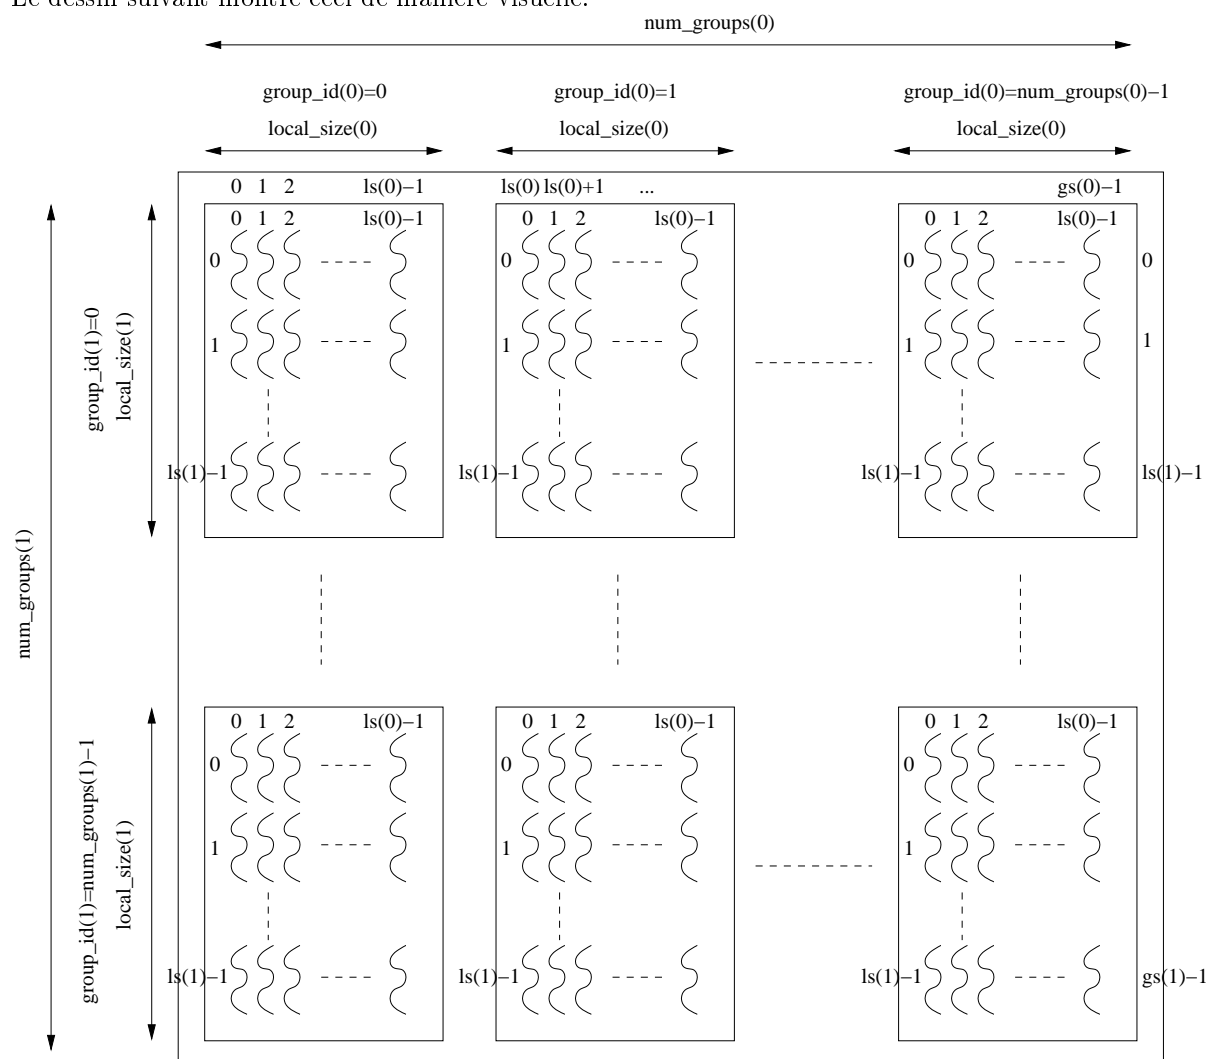 Le dessin suivant montre ceci de manière visuelle.
num_groups(0)
group_id(0)=0 group_id(0)=1 group_id(0)=num_groups(0)−1
local_size(0) local_size(0) local_size(0)
0 1 2 ls(0)−1 ls(0) ls(0)+1 ... gs(0)−1
0 1 2 ls(0)−1 0 1 2 ls(0)−1 0 1 2 ls(0)−1
0 0 0 0
1 1 1 1
group_id(1)=0
local_size(1)
ls(1)−1 ls(1)−1 ls(1)−1 ls(1)−1
num_groups(1)
0 1 2 ls(0)−1 0 1 2 ls(0)−1 0 1 2 ls(0)−1
0 0 0
1 1 1
group_id(1)=num_groups(1)−1
local_size(1)
ls(1)−1 ls(1)−1 ls(1)−1 gs(1)−1